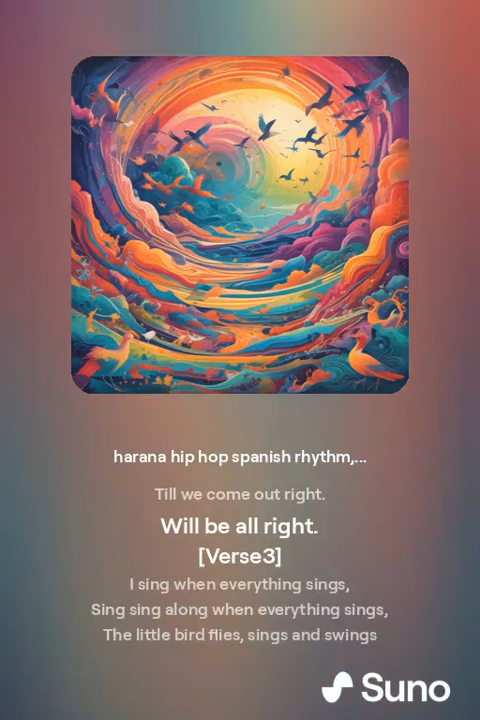 harana hip hop spanish rhythm,...
Till we come out right.
Will be all right.
[Verse3]
I sing when everything sings,
Sing sing along when everything sings,
The little bird flies, sings and swings
Suno